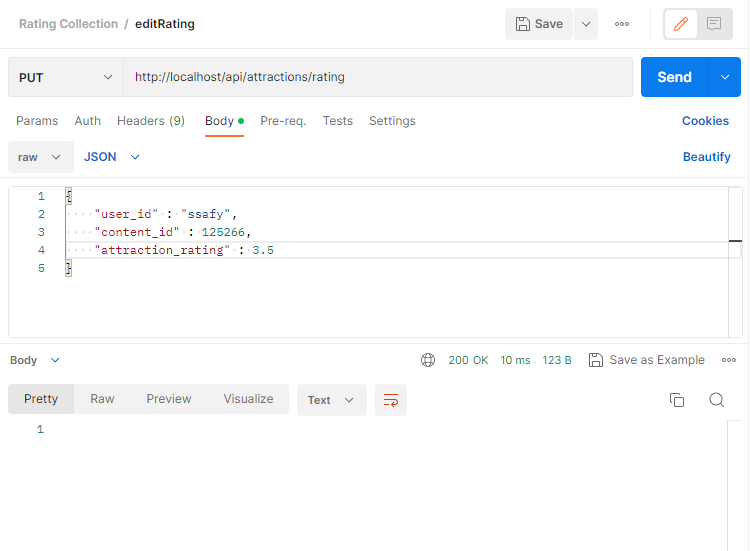 Rating Collection / editRating
Save
PUT
http://localhost/api/attractions/rating
Send
Params Auth Headers (9) Body Pre-req. Tests Settings Cookies
raw JSON Beautify
1 {
2 "user_id" : "ssafy",
3 "content_id" : 125266,
4 "attraction_rating" : 3.5
5 }
Body 200 OK 10 ms 123 B Save as Example
Pretty Raw Preview Visualize Text
1